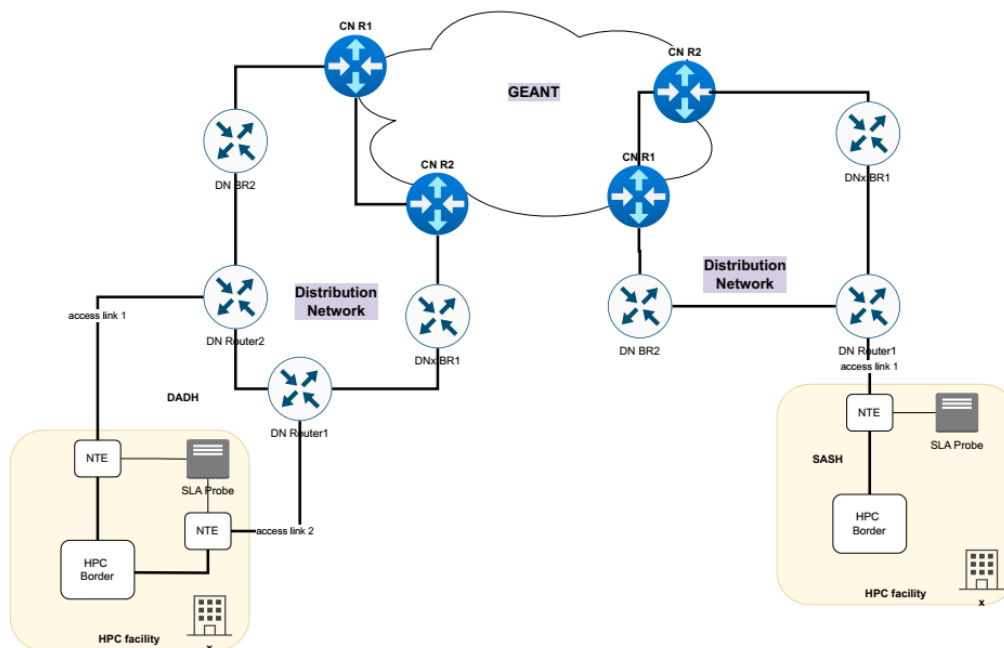 CN R1
CN R2
GEANT
DN BR2
DNx BR1
CN R2
CN R1
Distribution
Network
Distribution
Network
access link 1
DN Router2
DNx BR1
DN BR2
DN Router1
access link 1
DADH
DN Router1
NTE
SLA Probe
NTE
access link 2
HPC
Border
HPC facility
x
NTE
SLA Probe
SASH
HPC
Border
HPC facility
x